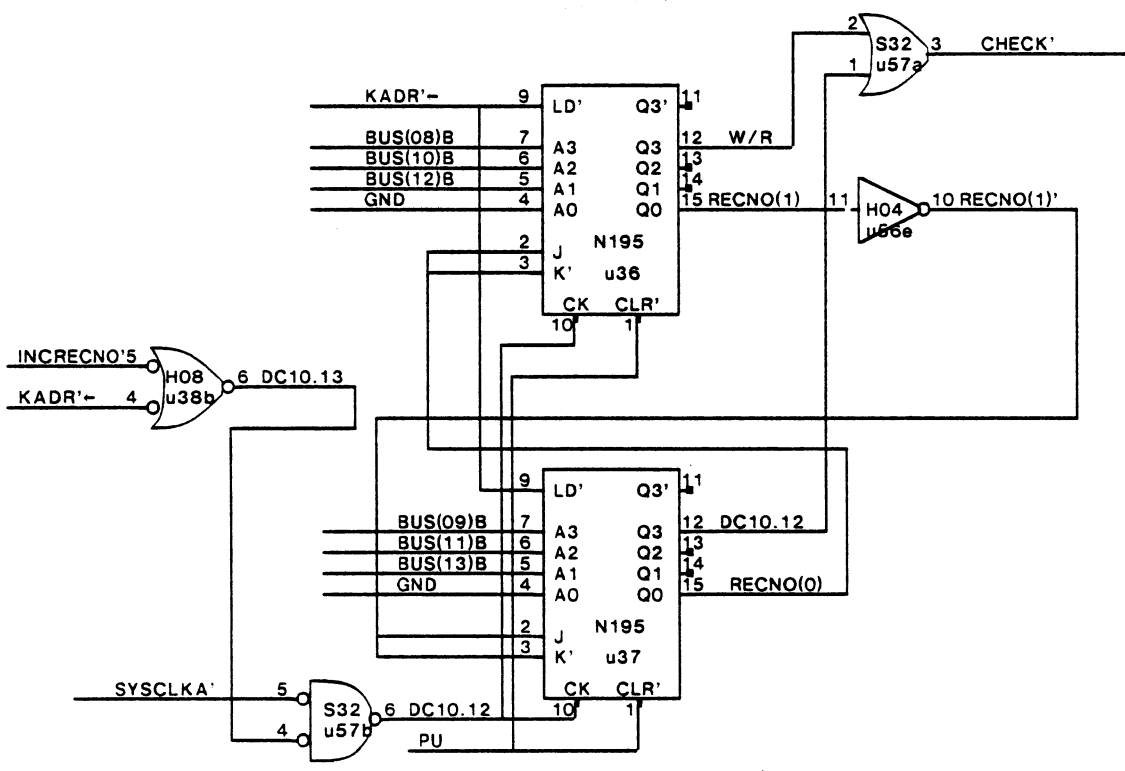 2
S32
3
CHECK'
u57a
1
KADR'←
9
LD'
Q3'
11
BUS(08)B
7
A3
Q3
12
W/R
BUS(10)B
6
A2
Q2
13
BUS(12)B
5
A1
Q1
14
GND
4
A0
Q0
15
RECNO(1)
11
H04
10
RECNO(1)'
u56e
2
J
N195
3
K'
u36
CK
CLR'
10
1
INCRECNO'
5
H08
6
DC10.13
u38b
KADR'←
4
9
LD'
Q3'
11
BUS(09)B
7
A3
Q3
12
DC10.12
BUS(11)B
6
A2
Q2
13
BUS(13)B
5
A1
Q1
14
GND
4
A0
Q0
15
RECNO(0)
2
J
N195
3
K'
u37
CK
CLR'
10
1
SYSCLKA'
5
S32
6
DC10.12
u57b
4
PU